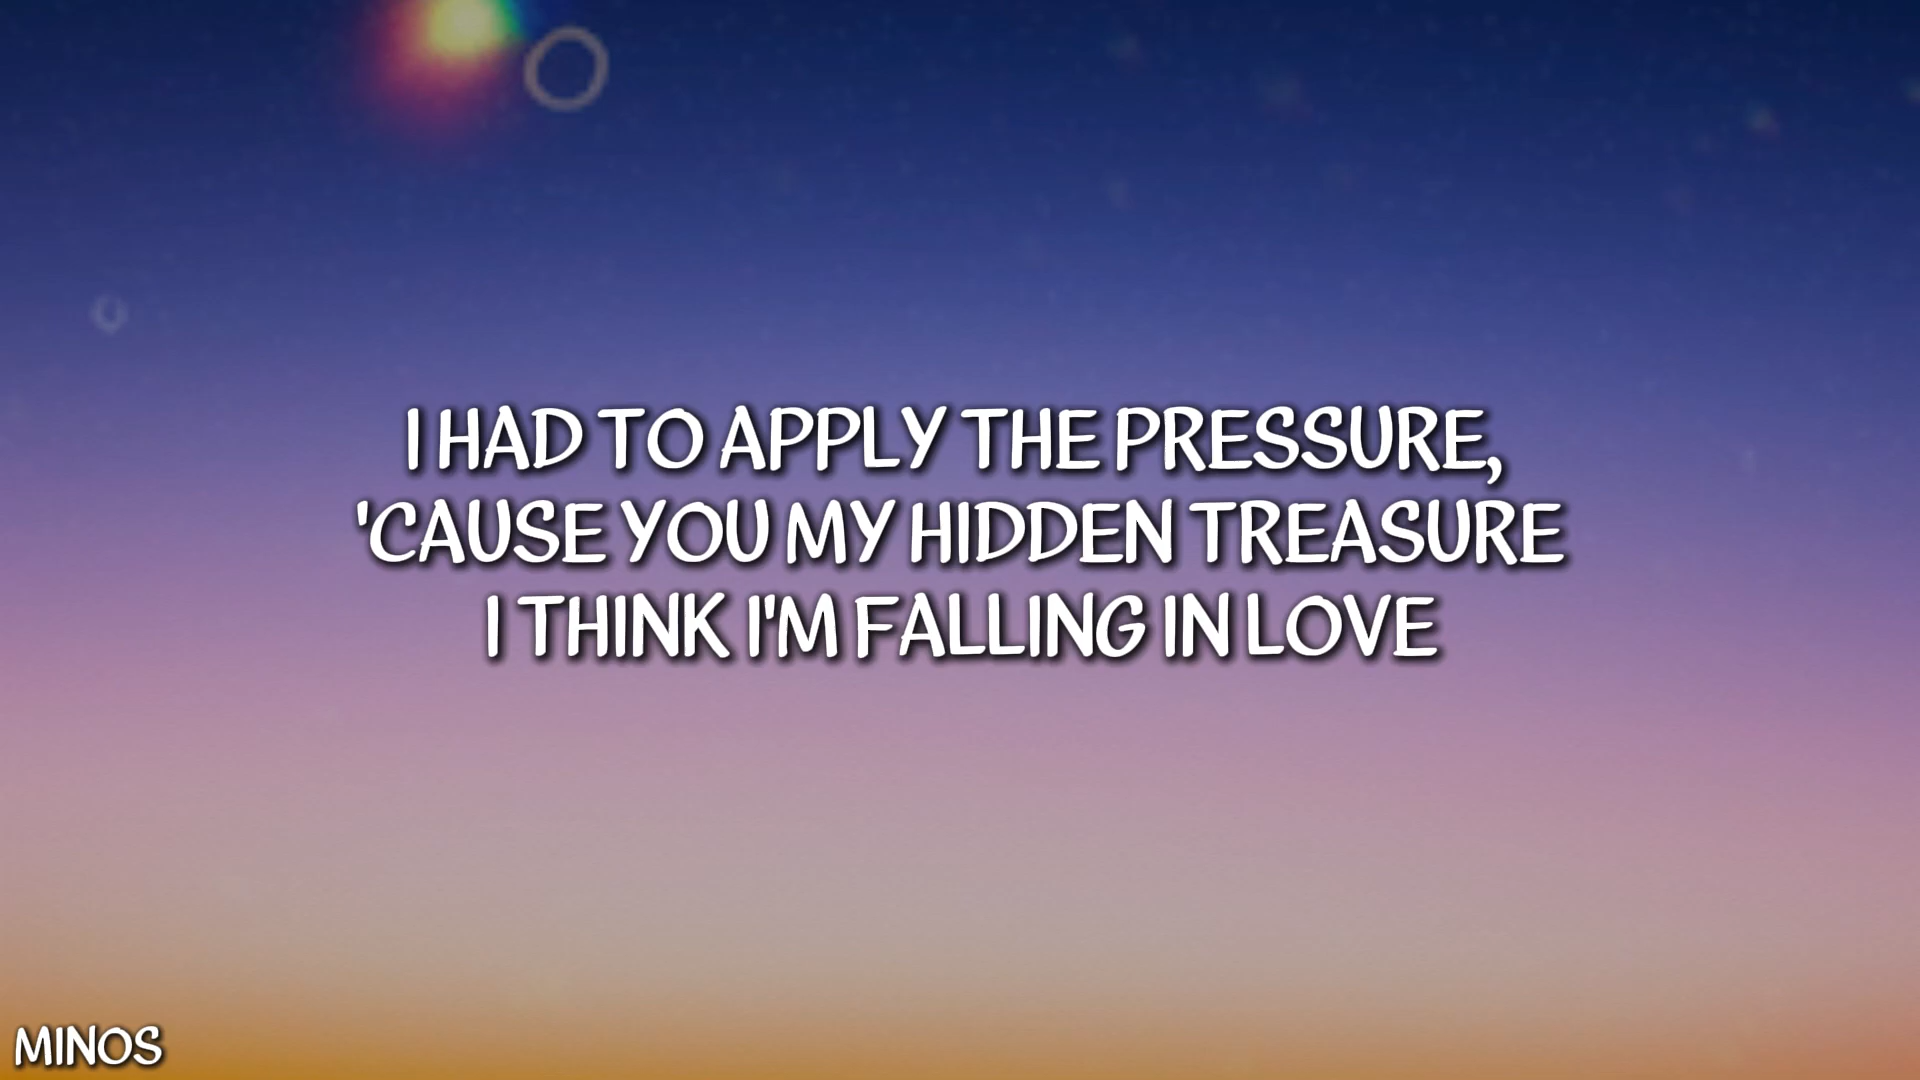 I HAD TO APPLY THE PRESSURE,
'CAUSE YOU MY HIDDEN TREASURE
I THINK I'M FALLING IN LOVE
MINOS